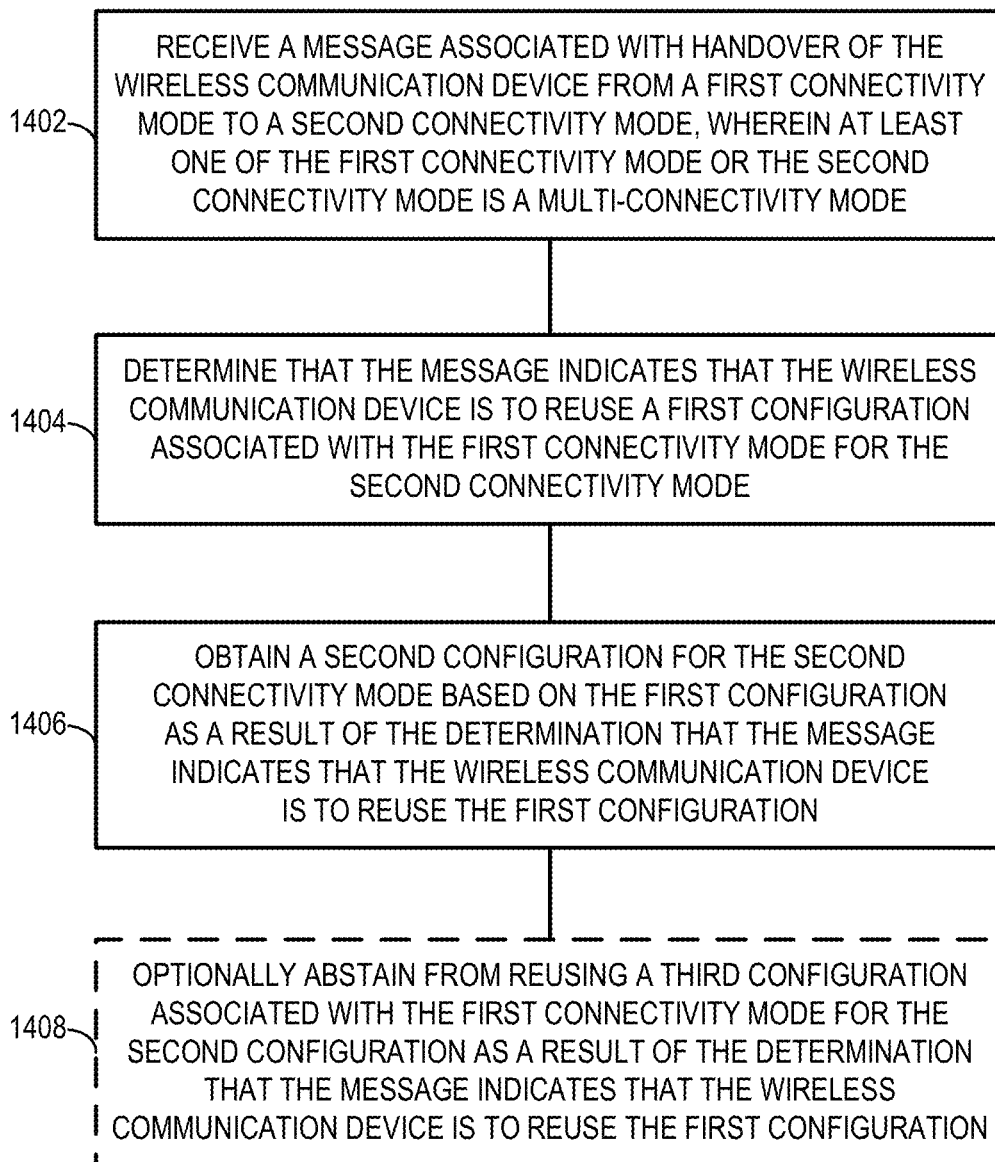 RECEIVE A MESSAGE ASSOCIATED WITH HANDOVER OF THE
WIRELESS COMMUNICATION DEVICE FROM A FIRST CONNECTIVITY
1402
MODE TO A SECOND CONNECTIVITY MODE, WHEREIN AT LEAST
ONE OF THE FIRST CONNECTIVITY MODE OR THE SECOND
CONNECTIVITY MODE IS A MULTI-CONNECTIVITY MODE
DETERMINE THAT THE MESSAGE INDICATES THAT THE WIRELESS
COMMUNICATION DEVICE IS TO REUSE A FIRST CONFIGURATION
1404
ASSOCIATED WITH THE FIRST CONNECTIVITY MODE FOR THE
SECOND CONNECTIVITY MODE
OBTAIN A SECOND CONFIGURATION FOR THE SECOND
CONNECTIVITY MODE BASED ON THE FIRST CONFIGURATION
1406
AS A RESULT OF THE DETERMINATION THAT THE MESSAGE
INDICATES THAT THE WIRELESS COMMUNICATION DEVICE
IS TO REUSE THE FIRST CONFIGURATION
OPTIONALLY ABSTAIN FROM REUSING A THIRD CONFIGURATION
ASSOCIATED WITH THE FIRST CONNECTIVITY MODE FOR THE
1408
SECOND CONFIGURATION AS A RESULT OF THE DETERMINATION
THAT THE MESSAGE INDICATES THAT THE WIRELESS
COMMUNICATION DEVICE IS TO REUSE THE FIRST CONFIGURATION